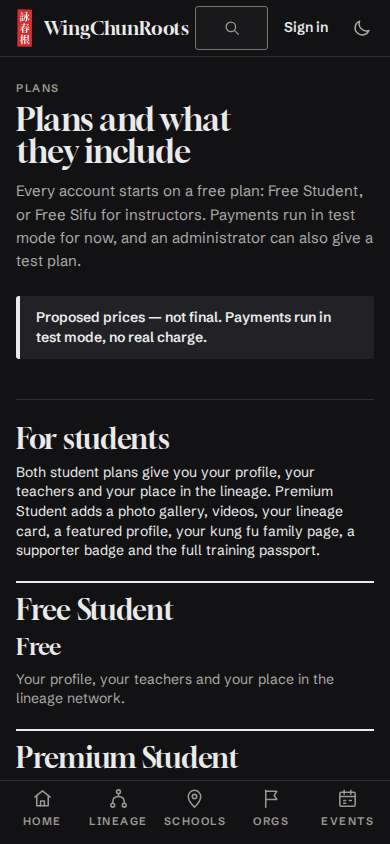 詠春根
WingChunRoots
Sign in
PLANS
Plans and what
they include
Every account starts on a free plan: Free Student,
or Free Sifu for instructors. Payments run in test
mode for now, and an administrator can also give a
test plan.
Proposed prices — not final. Payments run in
test mode, no real charge.
For students
Both student plans give you your profile, your
teachers and your place in the lineage. Premium
Student adds a photo gallery, videos, your lineage
card, a featured profile, your kung fu family page, a
supporter badge and the full training passport.
Free Student
Free
Your profile, your teachers and your place in the
lineage network.
Premium Student
HOME
LINEAGE
SCHOOLS
ORGS
EVENTS